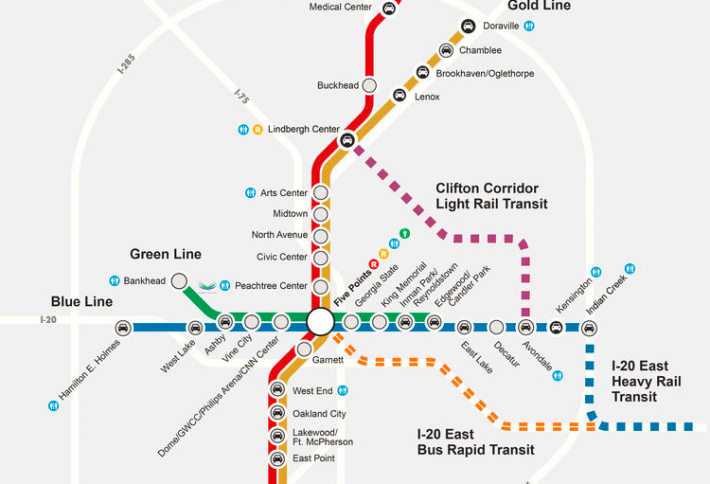 Medical Center
Gold Line
Doraville
I-285
Chamblee
Brookhaven/Oglethorpe
Buckhead
I-75
Lenox
R
Lindbergh Center
Arts Center
Clifton Corridor
Light Rail Transit
Midtown
North Avenue
Civic Center
Green Line
Bankhead
Peachtree Center
Five Points
R
R
Georgia State
King Memorial
Inman Park/
Reynoldstown
Edgewood/
Candler Park
Kensington
Indian Creek
Blue Line
I-20
Hamilton E. Holmes
West Lake
Ashby
Vine City
Dome/GWCC/Philips Arena/CNN Center
Garnett
East Lake
Decatur
Avondale
West End
Oakland City
Lakewood/
Ft. McPherson
East Point
I-20 East
Heavy Rail
Transit
I-20 East
Bus Rapid Transit